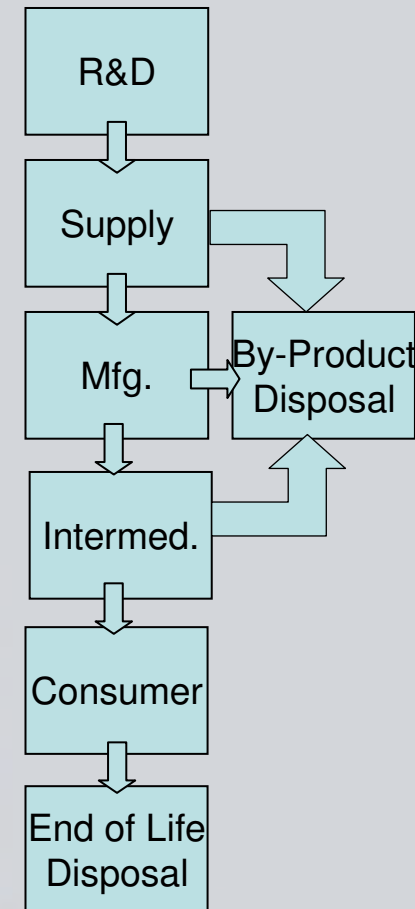 R&D
Supply
Mfg.
By-Product
Disposal
Intermed.
Consumer
End of Life
Disposal